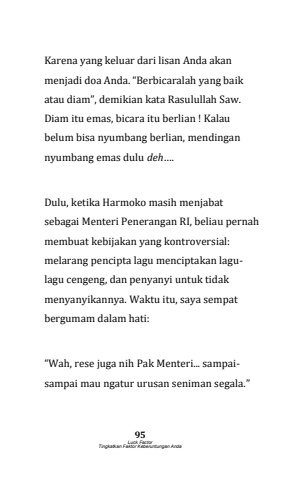 Karena yang keluar dari lisan Anda akan
menjadi doa Anda. “Berbicaralah yang baik
atau diam”, demikian kata Rasulullah Saw.
Diam itu emas, bicara itu berlian ! Kalau
belum bisa nyumbang berlian, mendingan
nyumbang emas dulu deh….
Dulu, ketika Harmoko masih menjabat
sebagai Menteri Penerangan RI, beliau pernah
membuat kebijakan yang kontroversial:
melarang pencipta lagu menciptakan lagu-
lagu cengeng, dan penyanyi untuk tidak
menyanyikannya. Waktu itu, saya sempat
bergumam dalam hati:
“Wah, rese juga nih Pak Menteri... sampai-
sampai mau ngatur urusan seniman segala.”
95
Luck Factor
Tingkatkan Faktor Keberuntungan Anda